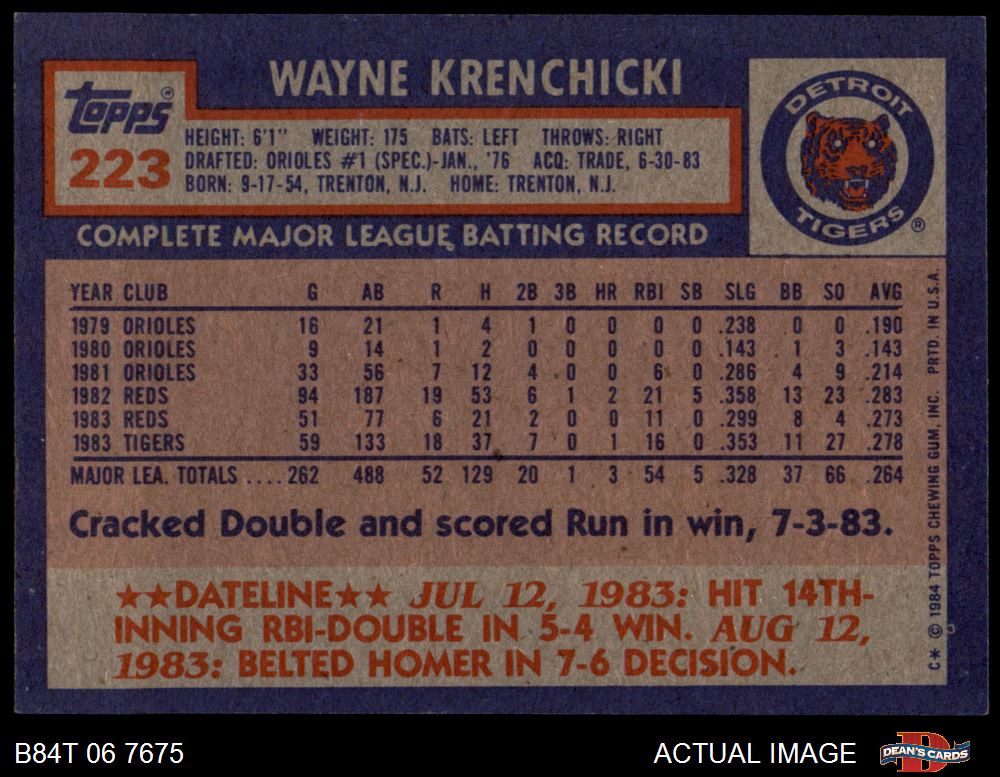 WAYNE KRENCHICKI
Topps®
223
HEIGHT: 6'1" WEIGHT: 175 BATS: LEFT THROWS: RIGHT
DRAFTED: ORIOLES #1 (SPEC.)-JAN., '76 ACQ: TRADE, 6-30-83
BORN: 9-17-54, TRENTON, N.J. HOME: TRENTON, N.J.
DETROIT
TIGERS ®
COMPLETE MAJOR LEAGUE BATTING RECORD
YEAR CLUB G AB R H 2B 3B HR RBI SB SLG BB SO AVG
1979 ORIOLES 16 21 1 4 1 0 0 0 0 .238 0 0 .190
1980 ORIOLES 9 14 1 2 0 0 0 0 0 .143 1 3 .143
1981 ORIOLES 33 56 7 12 4 0 0 6 0 .286 4 9 .214
1982 REDS 94 187 19 53 6 1 2 21 5 .358 13 23 .283
1983 REDS 51 77 6 21 2 0 0 11 0 .299 8 4 .273
1983 TIGERS 59 133 18 37 7 0 1 16 0 .353 11 27 .278
MAJOR LEA. TOTALS .... 262 488 52 129 20 1 3 54 5 .328 37 66 .264
Cracked Double and scored Run in win, 7-3-83.
★★DATELINE★★ JUL 12, 1983: HIT 14TH-
INNING RBI-DOUBLE IN 5-4 WIN. AUG 12,
1983: BELTED HOMER IN 7-6 DECISION.
C* © 1984 TOPPS CHEWING GUM, INC. PRTD. IN U.S.A.
B84T 06 7675
ACTUAL IMAGE
DEAN'S CARDS